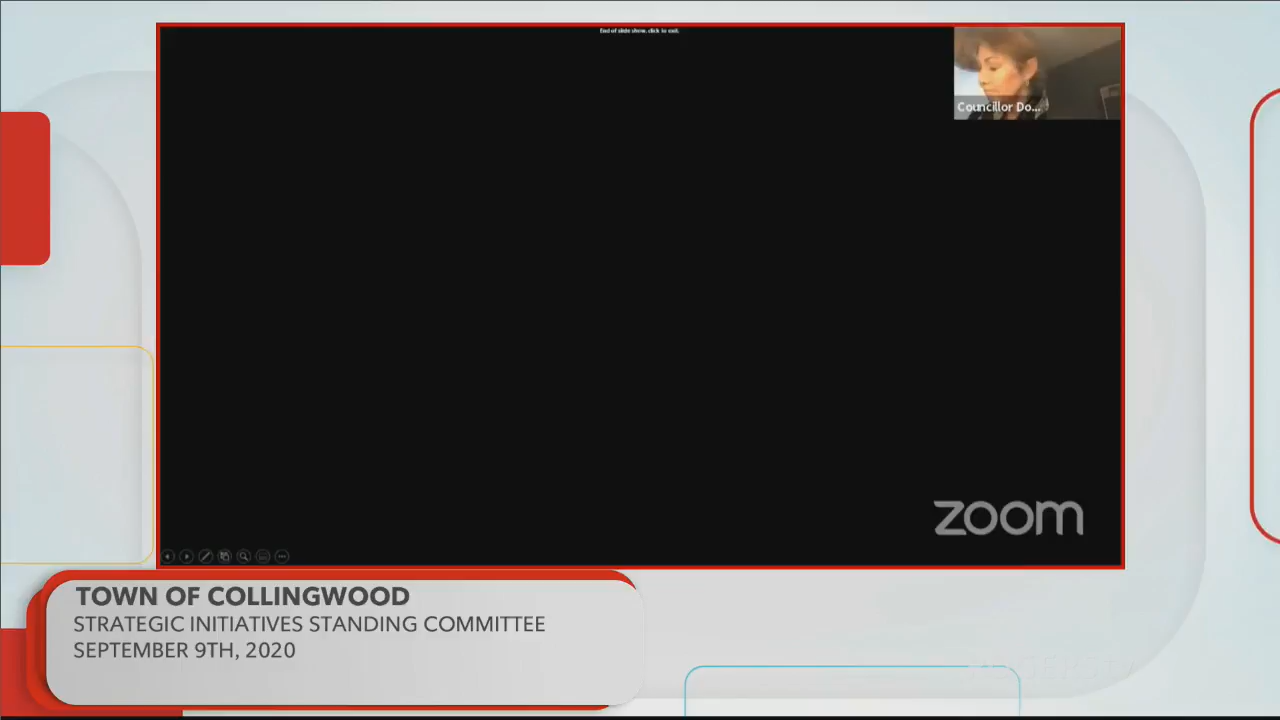 End of slide show, click to exit.
Councillor Do...
zoom
TOWN OF COLLINGWOOD
STRATEGIC INITIATIVES STANDING COMMITTEE
SEPTEMBER 9TH, 2020